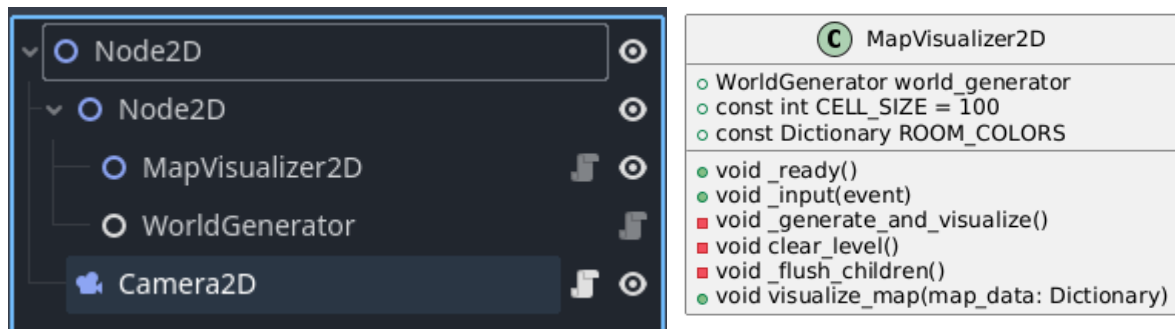 Node2D
Node2D
MapVisualizer2D
WorldGenerator
Camera2D
C MapVisualizer2D
WorldGenerator world_generator
const int CELL_SIZE = 100
const Dictionary ROOM_COLORS
void _ready()
void _input(event)
void _generate_and_visualize()
void clear_level()
void _flush_children()
void visualize_map(map_data: Dictionary)